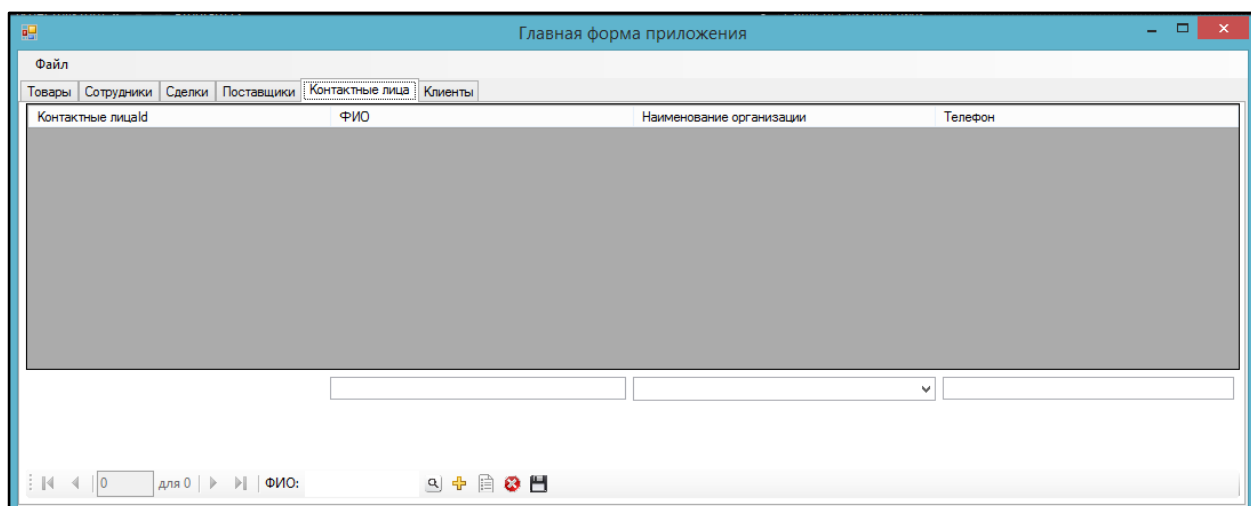 Главная форма приложения
Файл
Товары Сотрудники Сделки Поставщики Контактные лица Клиенты
Контактные лицаId ФИО Наименование организации Телефон
0 для 0 ФИО: